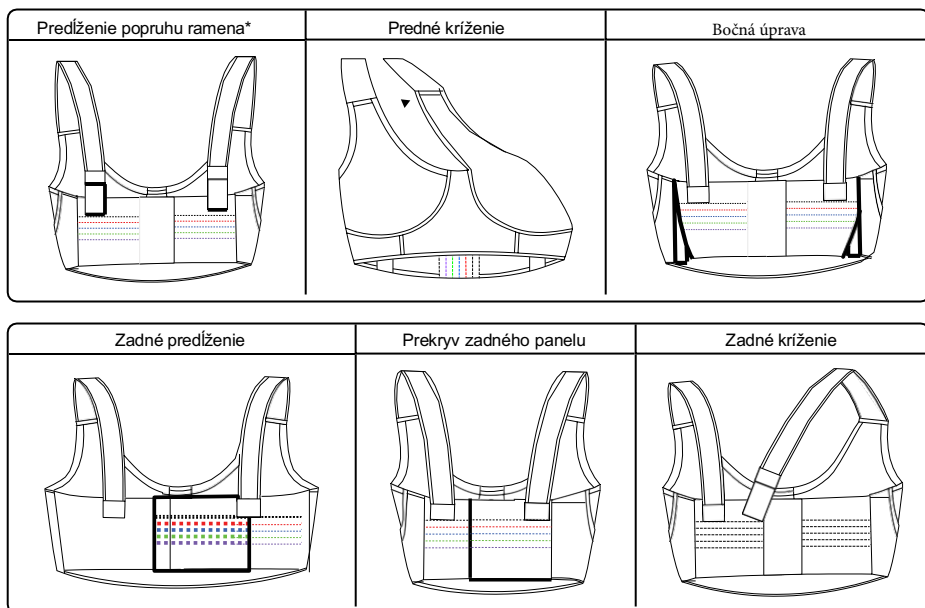 Predĺženie popruhu ramena*
Predné kríženie
Bočná úprava
Zadné predĺženie
Prekryv zadného panelu
Zadné kríženie